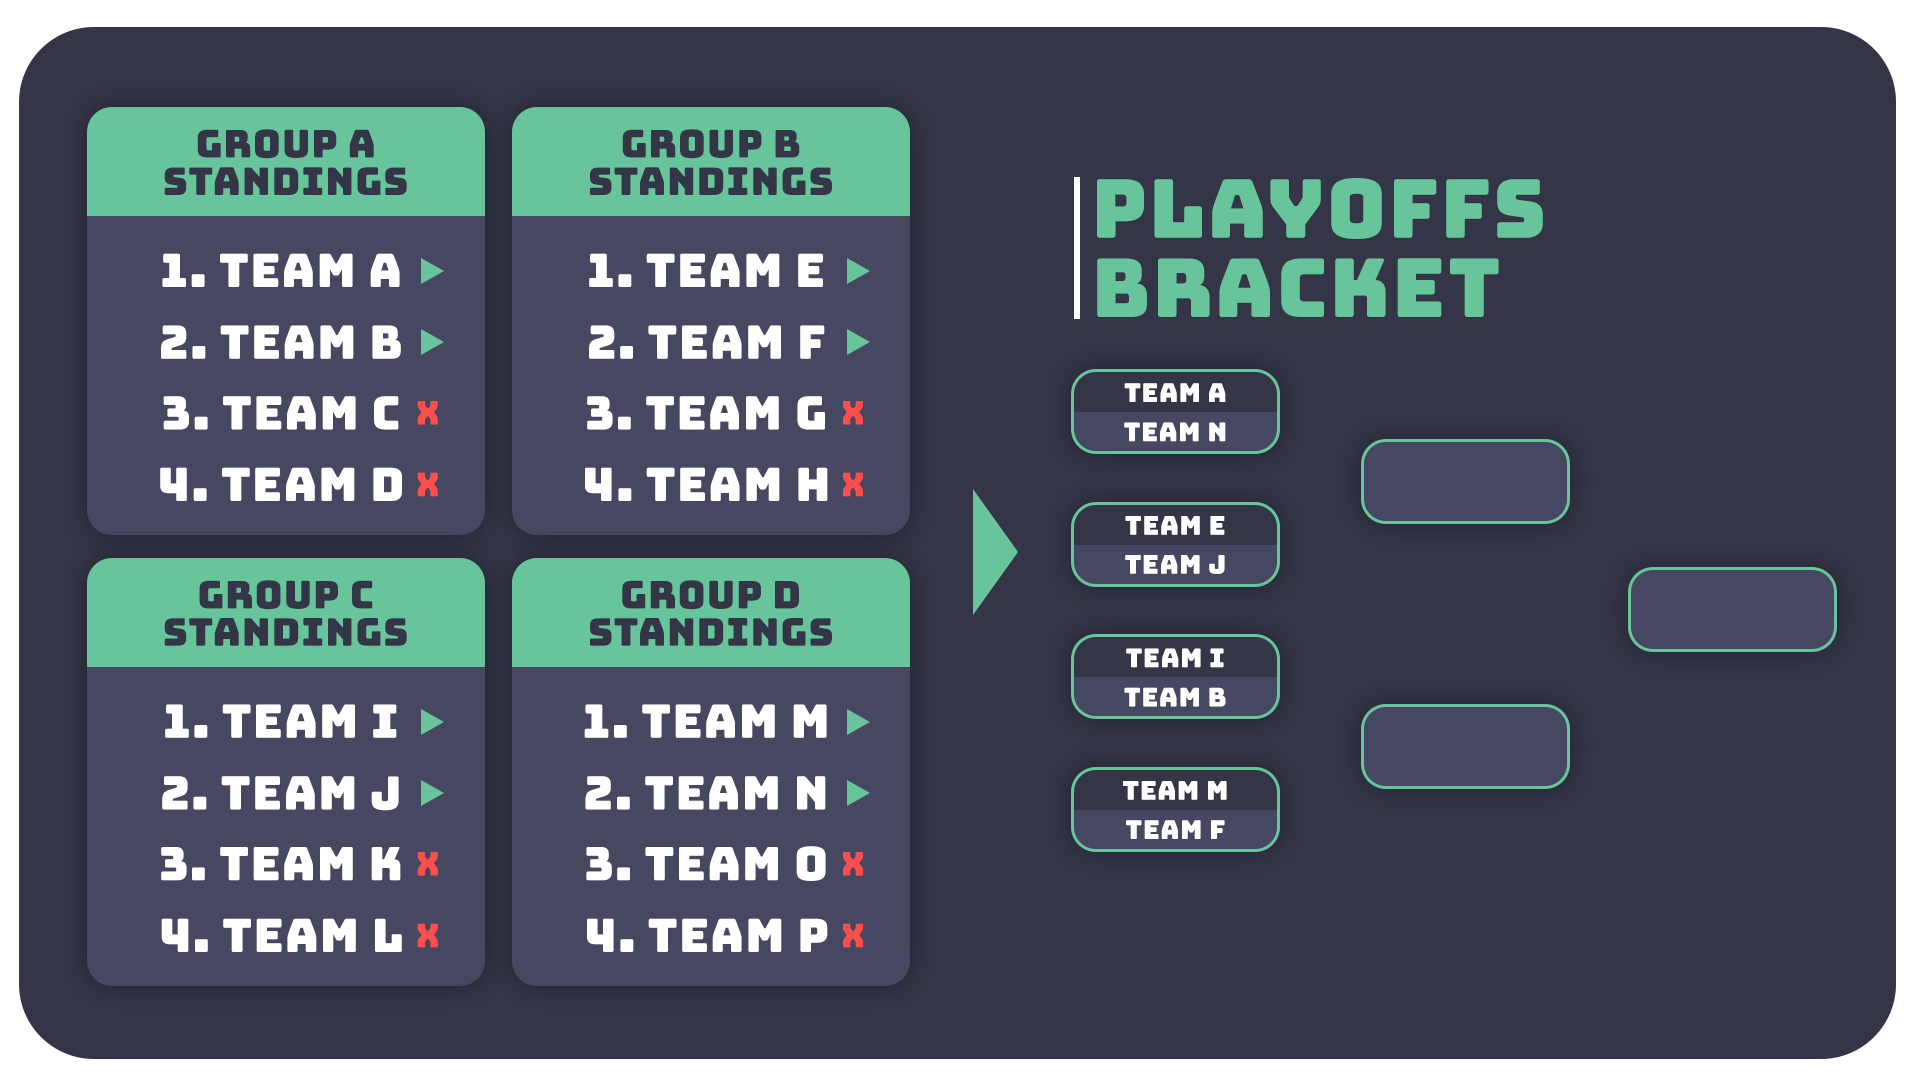 GROUP A
STANDINGS
1. TEAM A
2. TEAM B
3. TEAM C X
4. TEAM D X
GROUP B
STANDINGS
1. TEAM E
2. TEAM F
3. TEAM G X
4. TEAM H X
GROUP C
STANDINGS
1. TEAM I
2. TEAM J
3. TEAM K X
4. TEAM L X
GROUP D
STANDINGS
1. TEAM M
2. TEAM N
3. TEAM O X
4. TEAM P X
PLAYOFFS
BRACKET
TEAM A
TEAM N
TEAM E
TEAM J
TEAM I
TEAM B
TEAM M
TEAM F